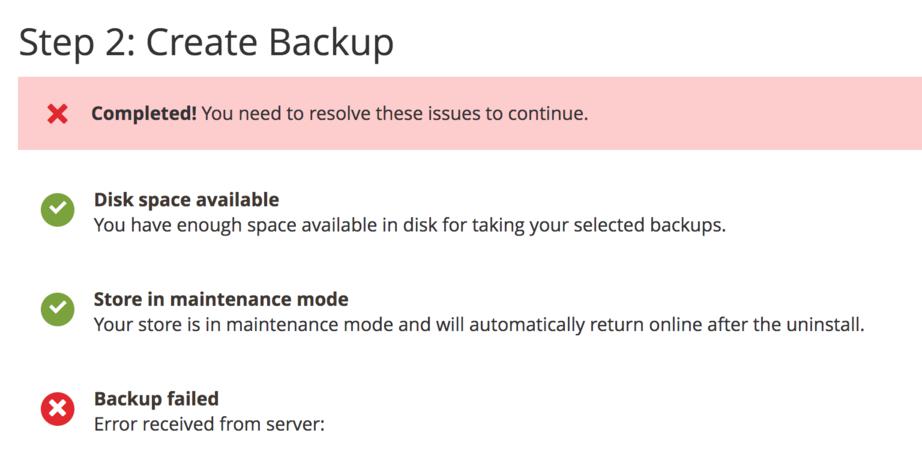 Step 2: Create Backup
Completed! You need to resolve these issues to continue.
Disk space available
You have enough space available in disk for taking your selected backups.
Store in maintenance mode
Your store is in maintenance mode and will automatically return online after the uninstall.
Backup failed
Error received from server: